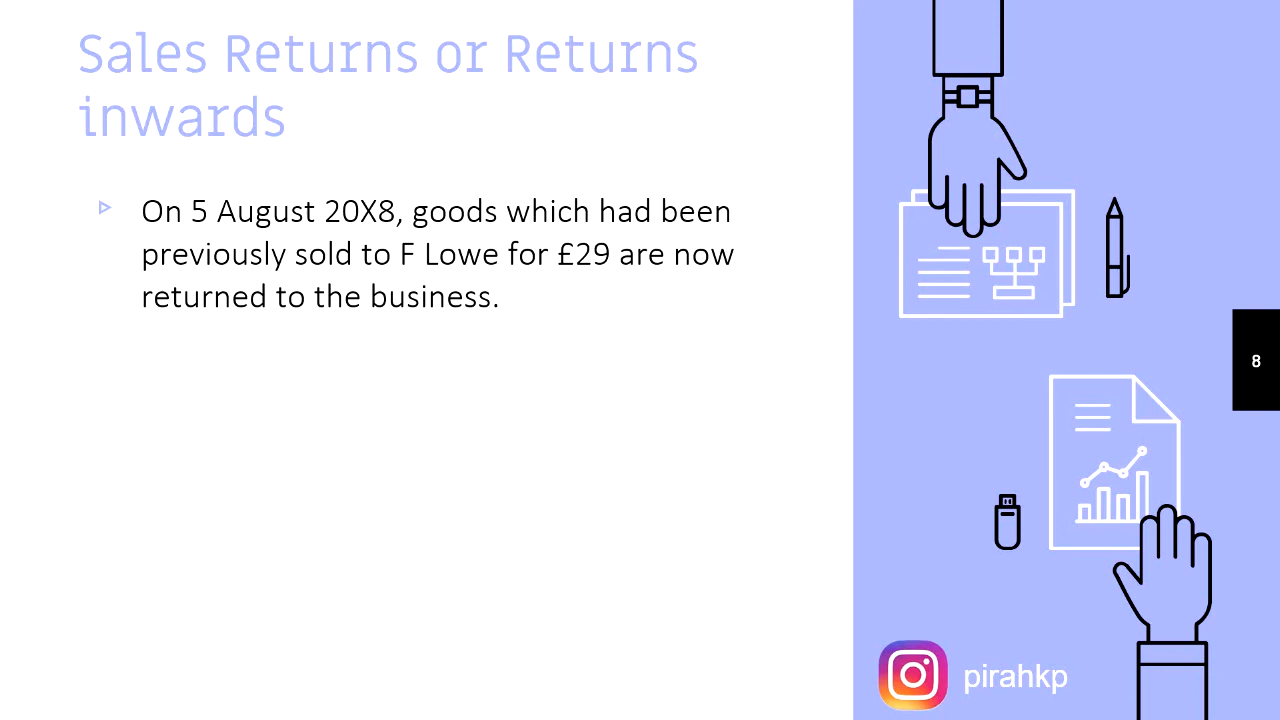 Sales Returns or Returns
inwards
On 5 August 20X8, goods which had been
previously sold to F Lowe for £29 are now
returned to the business.
8
pirahkp